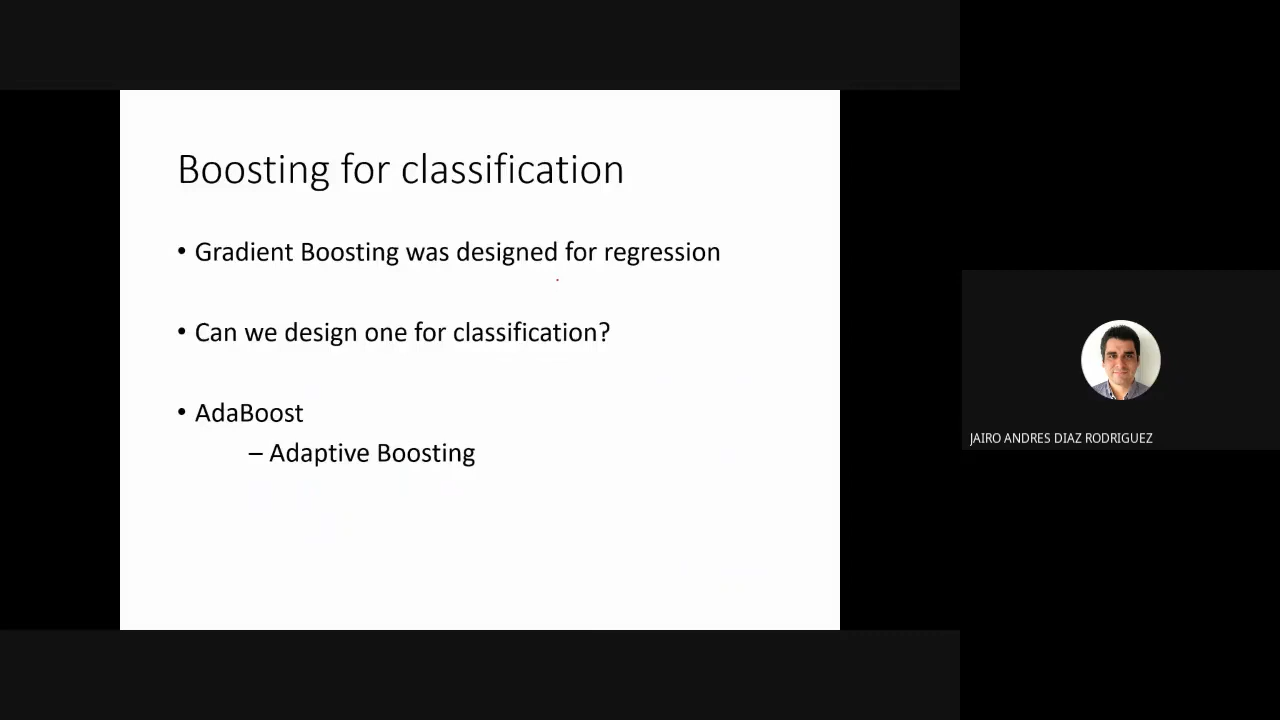 Boosting for classification
• Gradient Boosting was designed for regression
• Can we design one for classification?
• AdaBoost
– Adaptive Boosting
JAIRO ANDRES DIAZ RODRIGUEZ